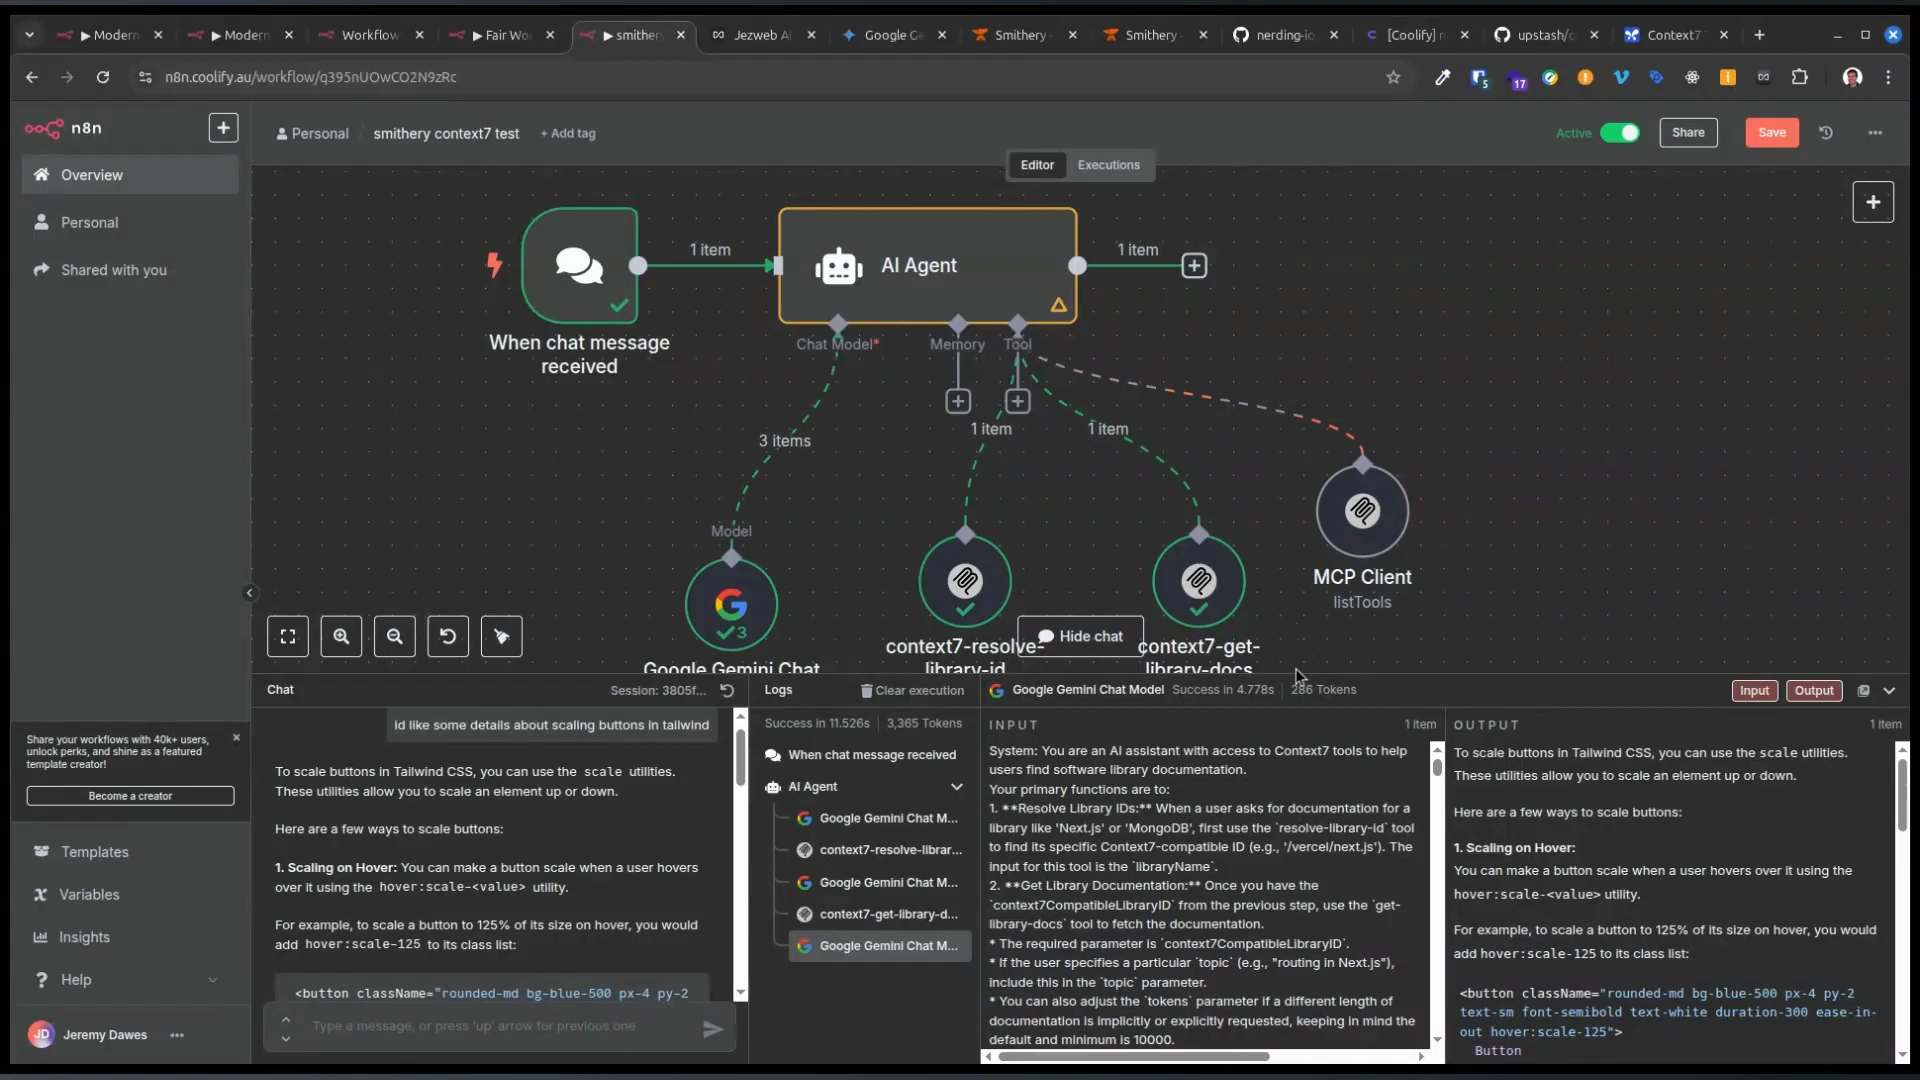 ▶ Modern
▶ Modern
Workflow
▶ Fair Wo
▶ smithery
Jezweb AI
Google Ge
Smithery
Smithery
nerding-io
[Coolify] n
upstash/c
Context7
n8n.coolify.au/workflow/q395nUOwCO2N9zRc
5
17
n8n
Personal
smithery context7 test
+ Add tag
Active
Share
Save
Editor
Executions
Overview
Personal
Shared with you
1 item
AI Agent
1 item
When chat message
received
Chat Model*
Memory
Tool
3 items
1 item
1 item
Model
3
MCP Client
listTools
Google Gemini Chat
context7-resolve-
library-id
context7-get-
library-docs
Hide chat
Share your workflows with 40k+ users,
unlock perks, and shine as a featured
template creator!
Become a creator
Templates
Variables
Insights
Help
JD
Jeremy Dawes
Chat
Session: 3805f...
id like some details about scaling buttons in tailwind
To scale buttons in Tailwind CSS, you can use the scale utilities.
These utilities allow you to scale an element up or down.
Here are a few ways to scale buttons:
1. Scaling on Hover: You can make a button scale when a user hovers
over it using the hover:scale-<value> utility.
For example, to scale a button to 125% of its size on hover, you would
add hover:scale-125 to its class list:
<button className="rounded-md bg-blue-500 px-4 py-2
Type a message, or press 'up' arrow for previous one
Logs
Clear execution
Success in 11.526s
3,365 Tokens
When chat message received
AI Agent
Google Gemini Chat M...
context7-resolve-librar...
Google Gemini Chat M...
context7-get-library-d...
Google Gemini Chat M...
Google Gemini Chat Model
Success in 4.778s
286 Tokens
Input
Output
INPUT
1 item
System: You are an AI assistant with access to Context7 tools to help
users find software library documentation.
Your primary functions are to:
1. **Resolve Library IDs:** When a user asks for documentation for a
library like 'Next.js' or 'MongoDB', first use the `resolve-library-id` tool
to find its specific Context7-compatible ID (e.g., '/vercel/next.js'). The
input for this tool is the `libraryName`.
2. **Get Library Documentation:** Once you have the
`context7CompatibleLibraryID` from the previous step, use the `get-
library-docs` tool to fetch the documentation.
* The required parameter is `context7CompatibleLibraryID`.
* If the user specifies a particular `topic` (e.g., "routing in Next.js"),
include this in the `topic` parameter.
* You can also adjust the `tokens` parameter if a different length of
documentation is implicitly or explicitly requested, keeping in mind the
default and minimum is 10000.
OUTPUT
1 item
To scale buttons in Tailwind CSS, you can use the scale utilities.
These utilities allow you to scale an element up or down.
Here are a few ways to scale buttons:
1. Scaling on Hover:
You can make a button scale when a user hovers over it using the
hover:scale-<value> utility.
For example, to scale a button to 125% of its size on hover, you would
add hover:scale-125 to its class list:
<button className="rounded-md bg-blue-500 px-4 py-2
text-sm font-semibold text-white duration-300 ease-in-
out hover:scale-125">
Button